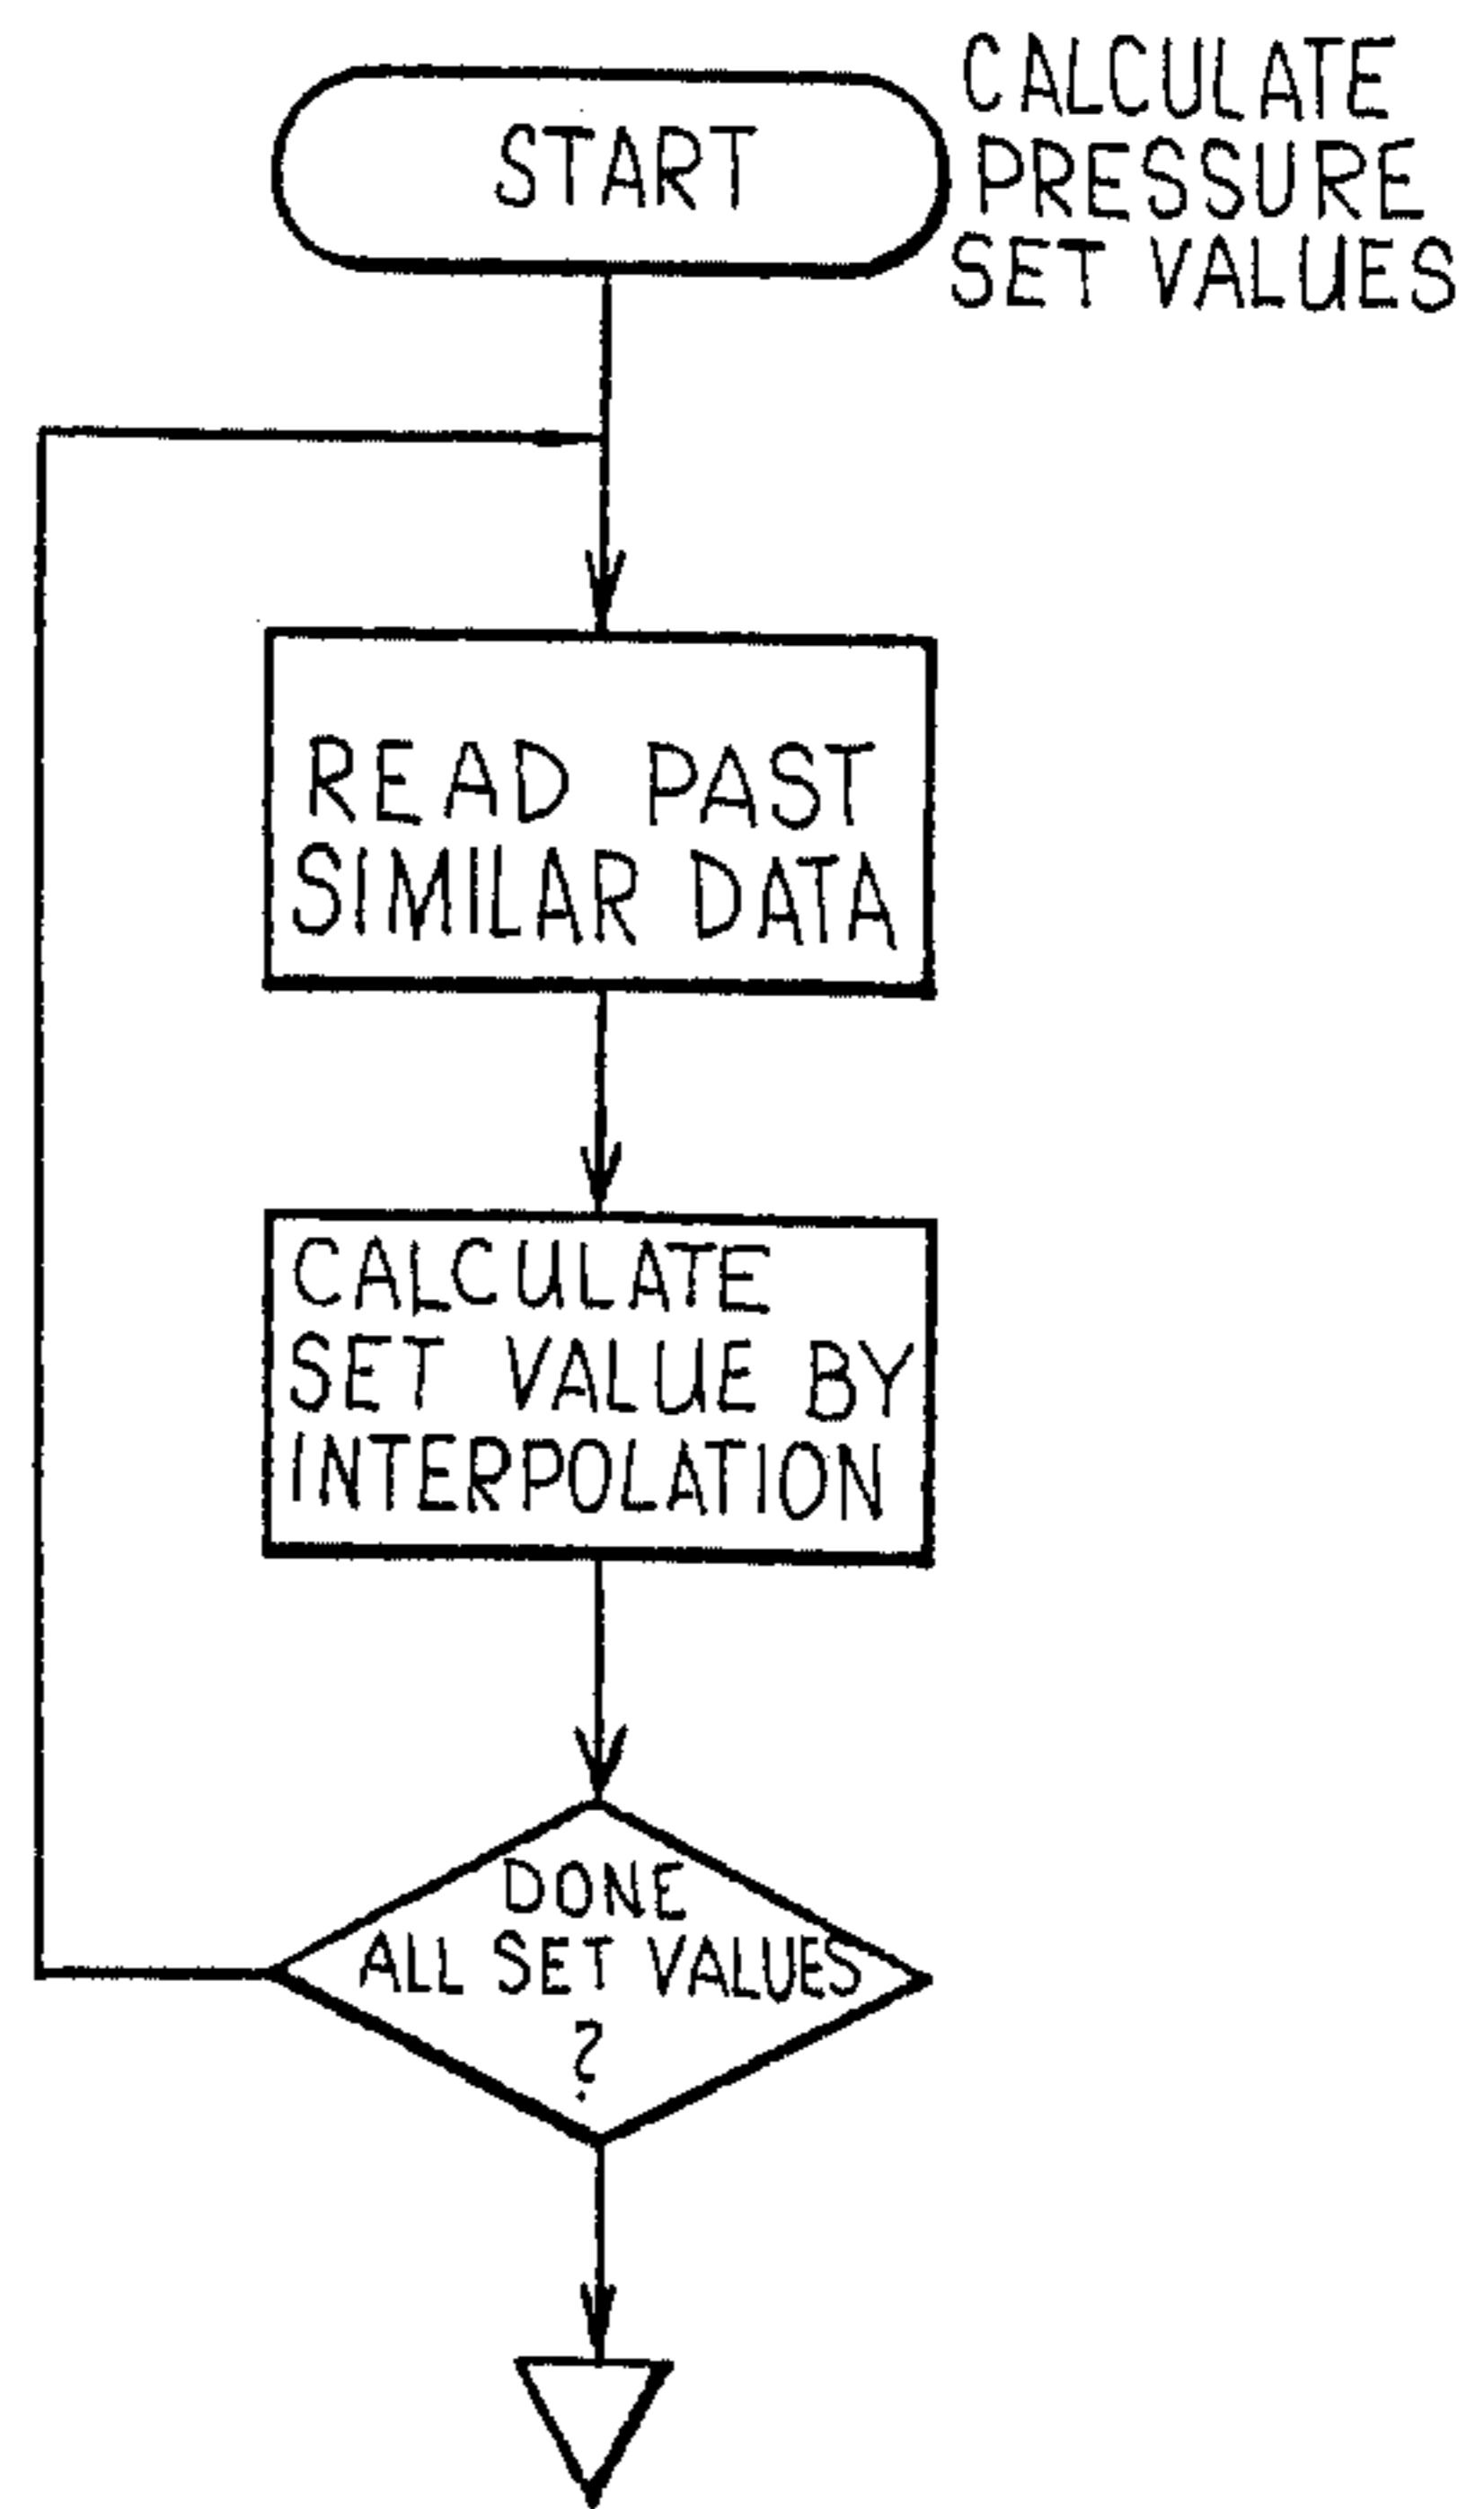 START
CALCULATE
PRESSURE
SET VALUES
READ PAST
SIMILAR DATA
CALCULATE
SET VALUE BY
INTERPOLATION
DONE
ALL SET VALUES
?